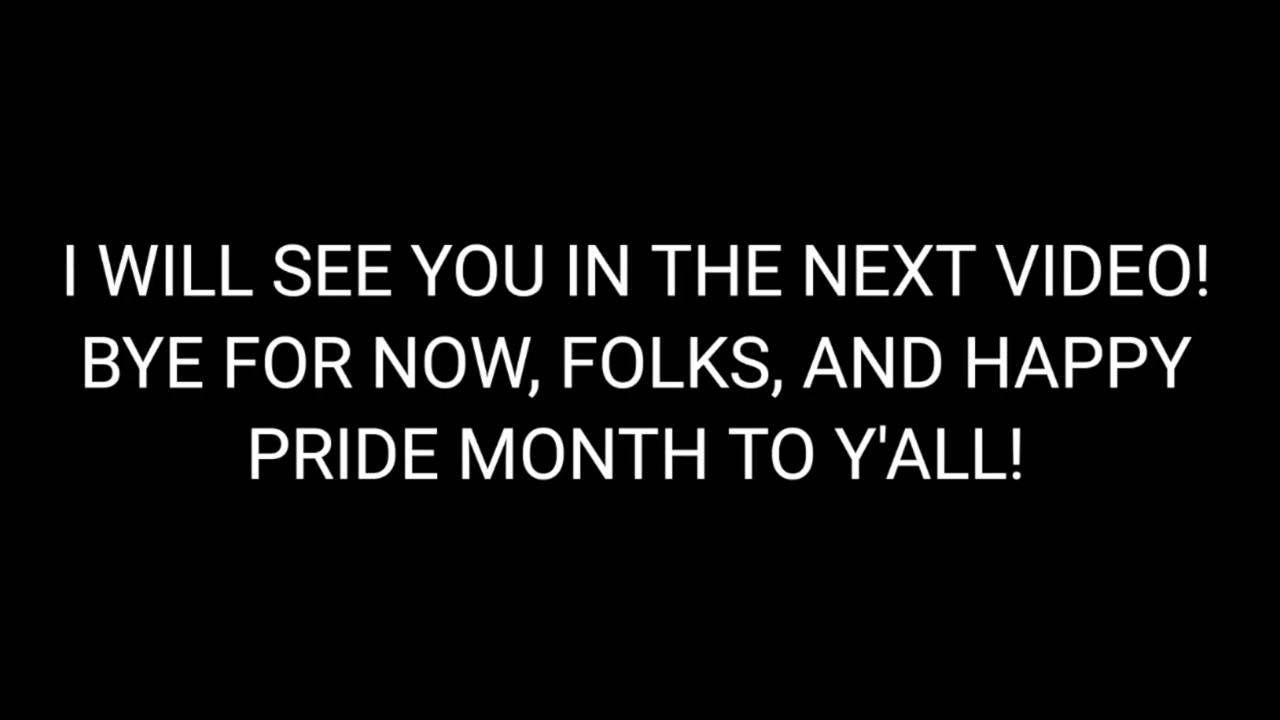 I WILL SEE YOU IN THE NEXT VIDEO!
BYE FOR NOW, FOLKS, AND HAPPY
PRIDE MONTH TO Y'ALL!